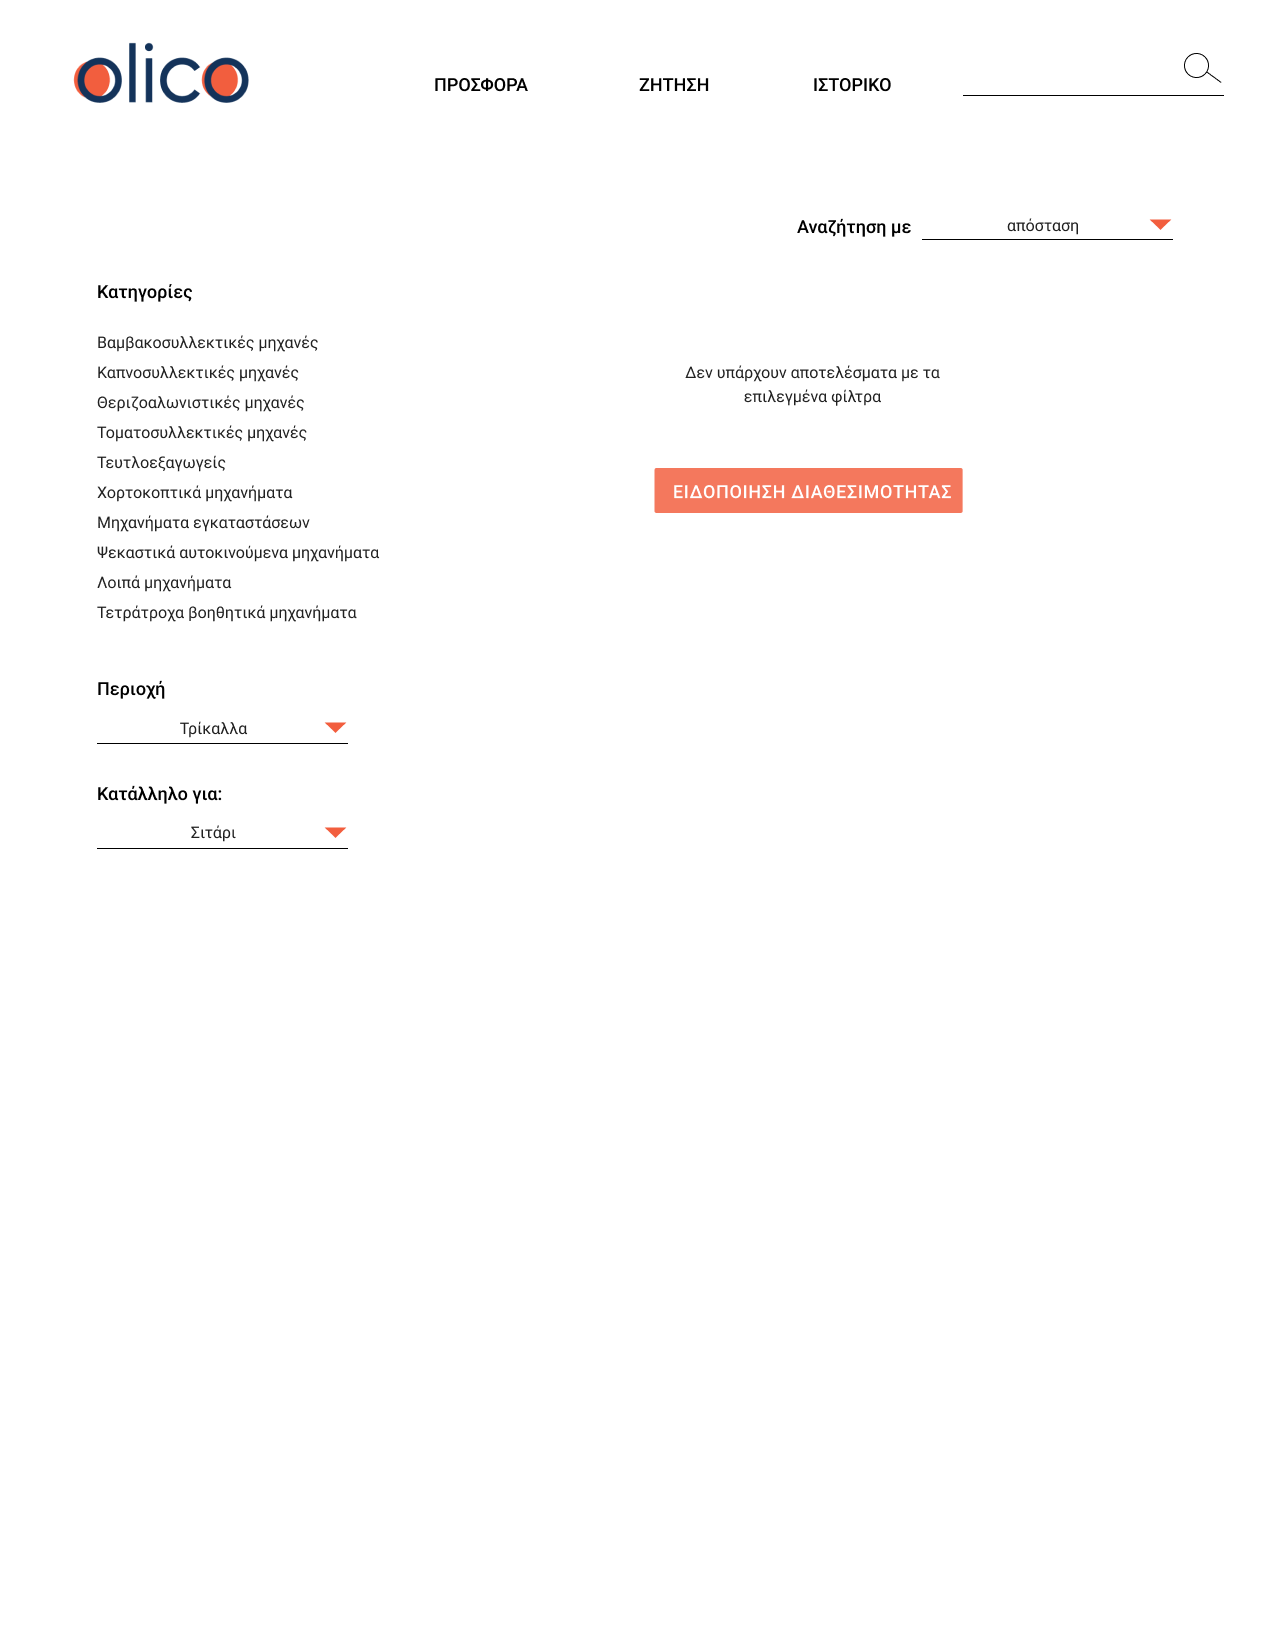 olico
ΠΡΟΣΦΟΡΑ
ΖΗΤΗΣΗ
ΙΣΤΟΡΙΚΟ
Αναζήτηση με
απόσταση
Κατηγορίες
Βαμβακοσυλλεκτικές μηχανές
Καπνοσυλλεκτικές μηχανές
Θεριζοαλωνιστικές μηχανές
Τοματοσυλλεκτικές μηχανές
Τευτλοεξαγωγείς
Χορτοκοπτικά μηχανήματα
Μηχανήματα εγκαταστάσεων
Ψεκαστικά αυτοκινούμενα μηχανήματα
Λοιπά μηχανήματα
Τετράτροχα βοηθητικά μηχανήματα
Δεν υπάρχουν αποτελέσματα με τα
επιλεγμένα φίλτρα
ΕΙΔΟΠΟΙΗΣΗ ΔΙΑΘΕΣΙΜΟΤΗΤΑΣ
Περιοχή
Τρίκαλλα
Κατάλληλο για:
Σιτάρι